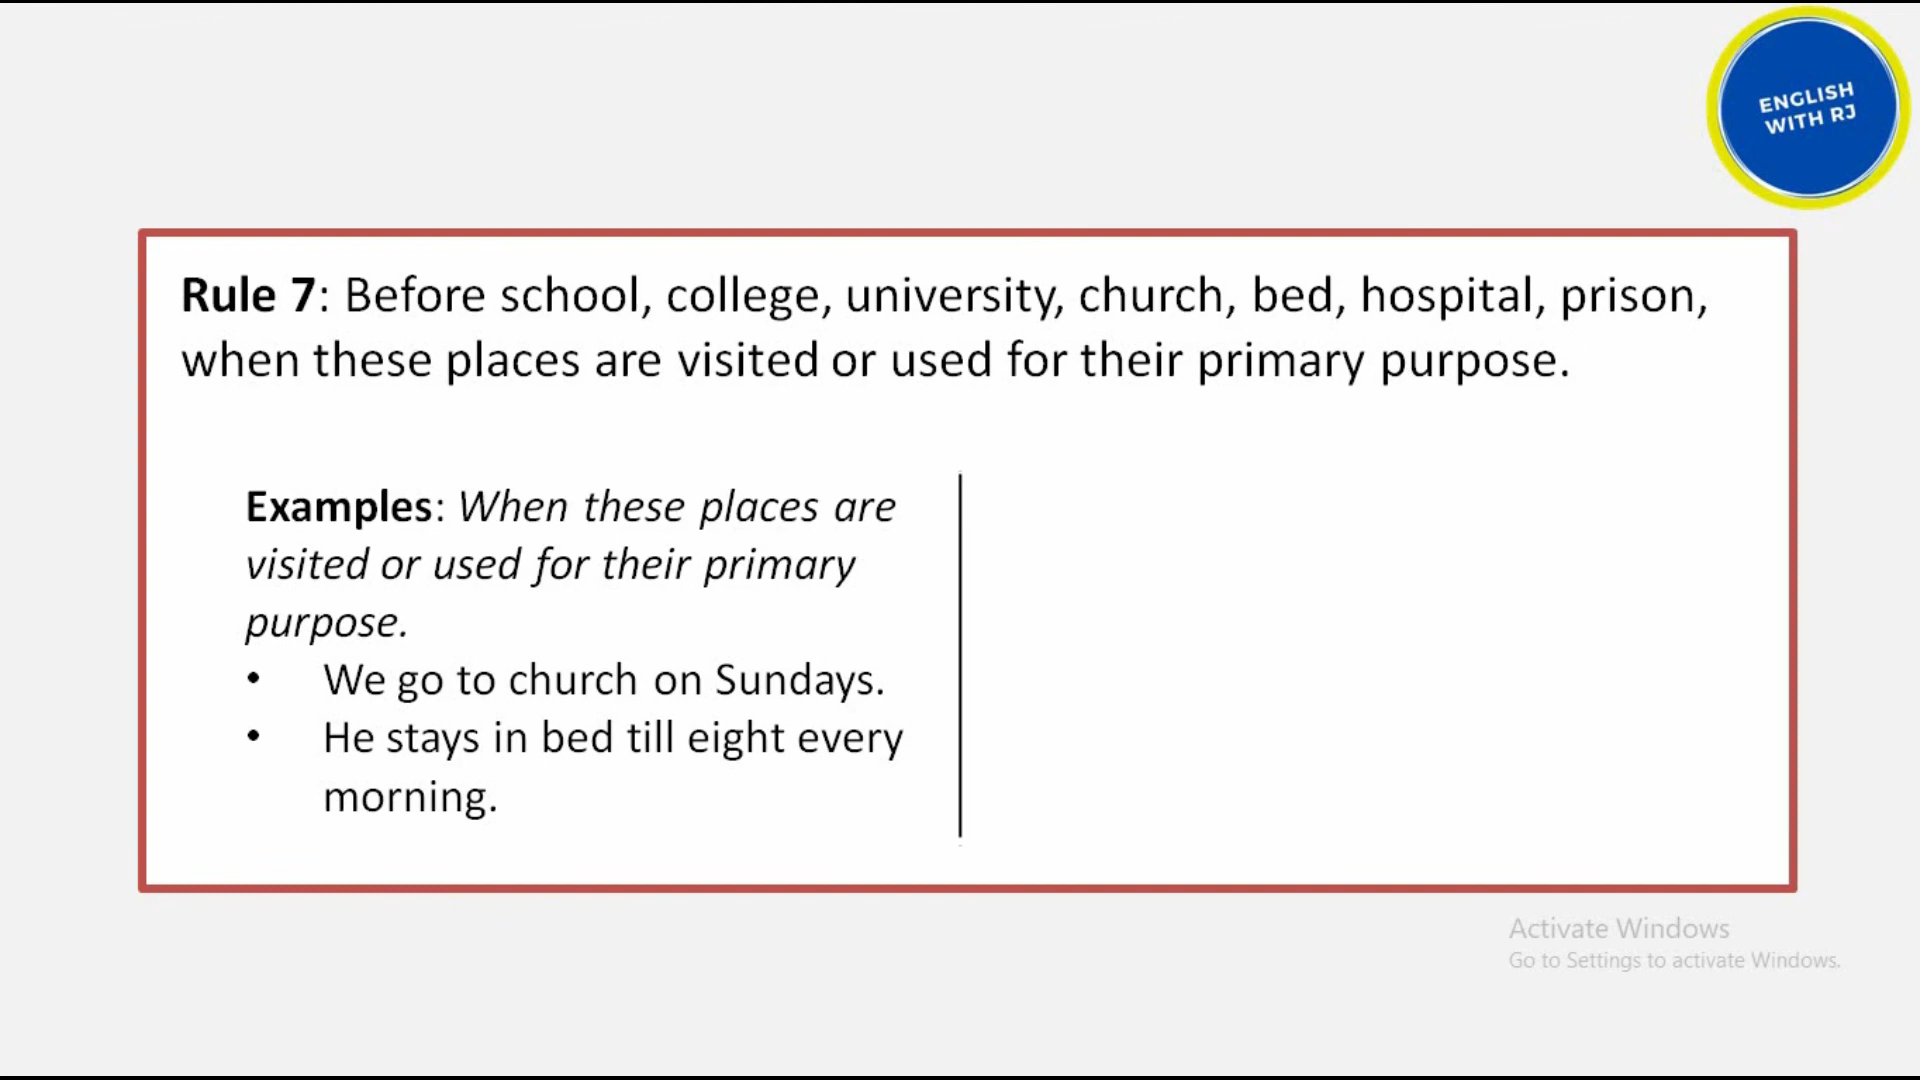 ENGLISH
WITH RJ
Rule 7: Before school, college, university, church, bed, hospital, prison,
when these places are visited or used for their primary purpose.
Examples: When these places are
visited or used for their primary
purpose.
• We go to church on Sundays.
• He stays in bed till eight every
morning.
Activate Windows
Go to Settings to activate Windows.